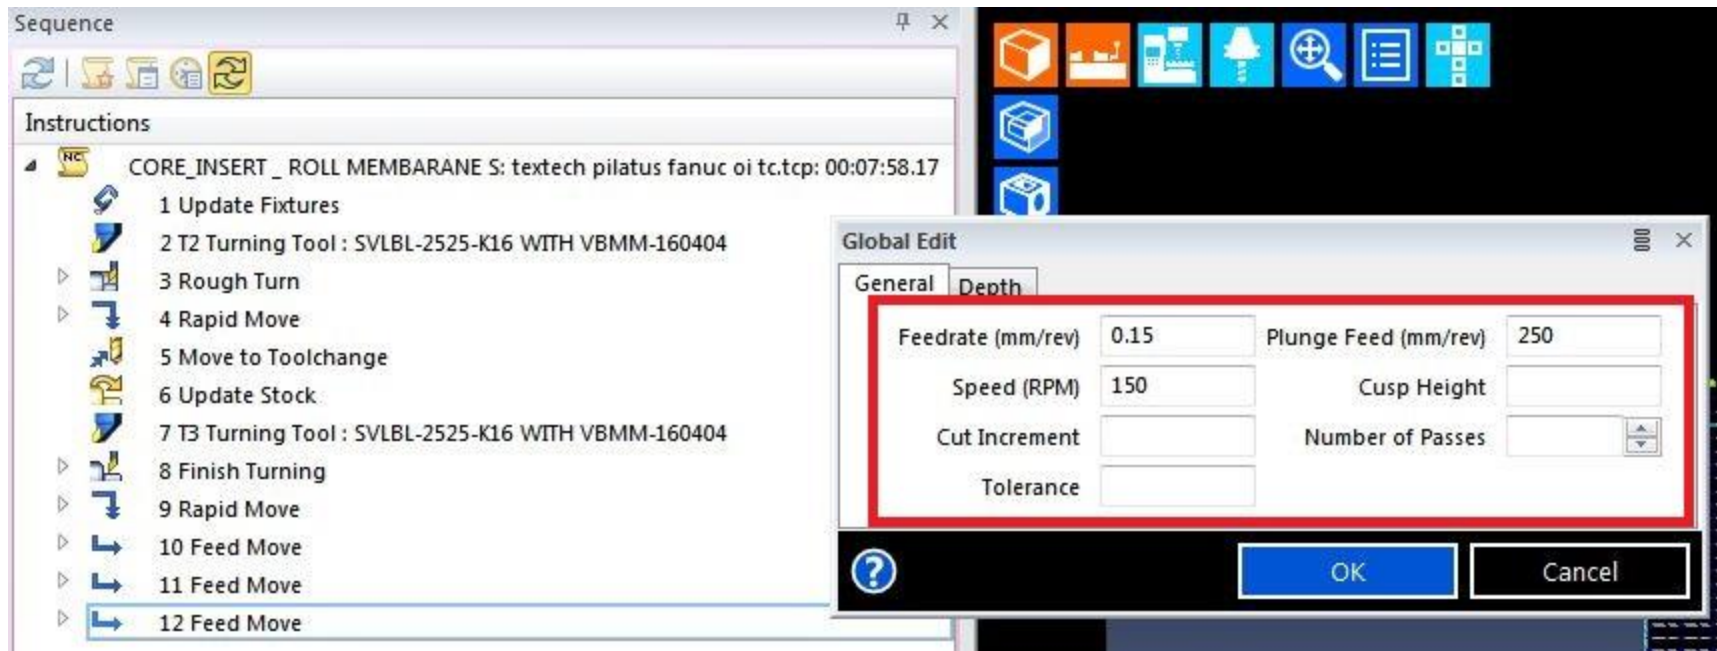 Sequence
Instructions
NC
CORE_INSERT _ ROLL MEMBARANE S: textech pilatus fanuc oi tc.tcp: 00:07:58.17
1 Update Fixtures
2 T2 Turning Tool : SVLBL-2525-K16 WITH VBMM-160404
3 Rough Turn
4 Rapid Move
5 Move to Toolchange
6 Update Stock
7 T3 Turning Tool : SVLBL-2525-K16 WITH VBMM-160404
8 Finish Turning
9 Rapid Move
10 Feed Move
11 Feed Move
12 Feed Move
Global Edit
General Depth
Feedrate (mm/rev) 0.15 Plunge Feed (mm/rev) 250
Speed (RPM) 150 Cusp Height
Cut Increment Number of Passes
Tolerance
? OK Cancel